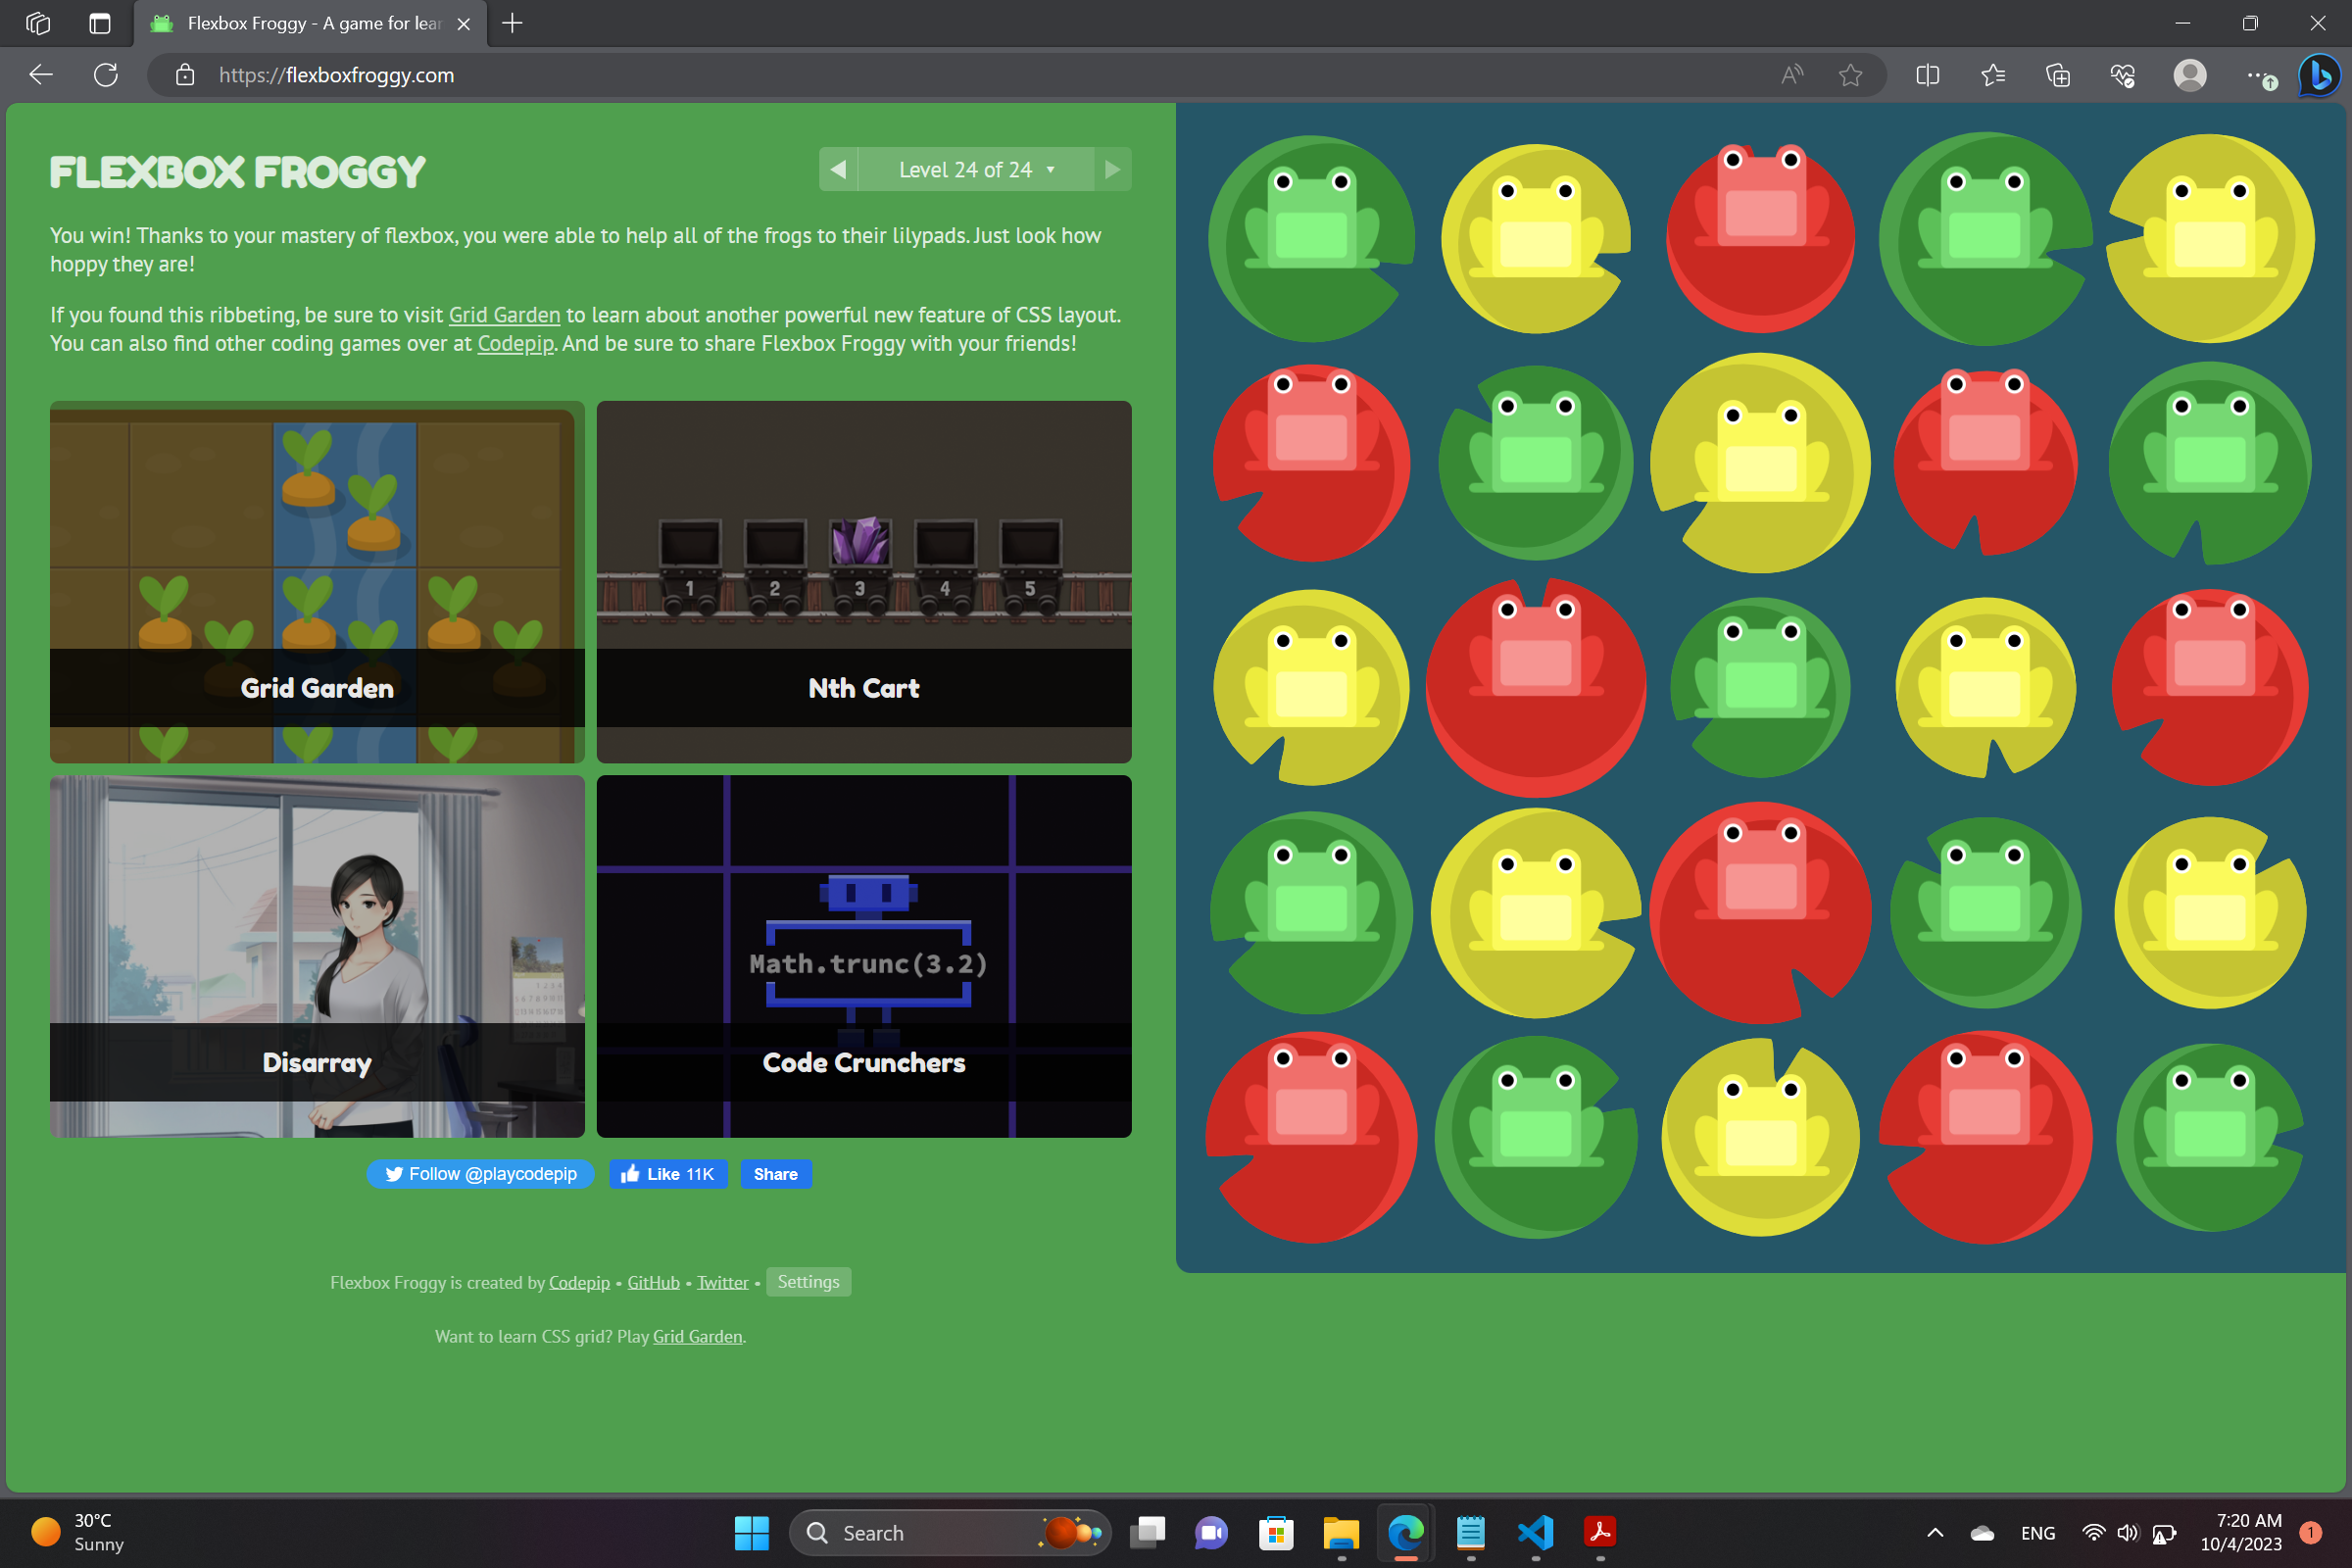 Flexbox Froggy - A game for lear
https://flexboxfroggy.com
FLEXBOX FROGGY
Level 24 of 24
You win! Thanks to your mastery of flexbox, you were able to help all of the frogs to their lilypads. Just look how
hoppy they are!
If you found this ribbeting, be sure to visit Grid Garden to learn about another powerful new feature of CSS layout.
You can also find other coding games over at Codepip. And be sure to share Flexbox Froggy with your friends!
Grid Garden
1 2 3 4 5
Nth Cart
Disarray
Math.trunc(3.2)
Code Crunchers
Follow @playcodepip
Like 11K
Share
Flexbox Froggy is created by Codepip • GitHub • Twitter • Settings
Want to learn CSS grid? Play Grid Garden.
30°C
Sunny
Search
ENG
7:20 AM
10/4/2023
1